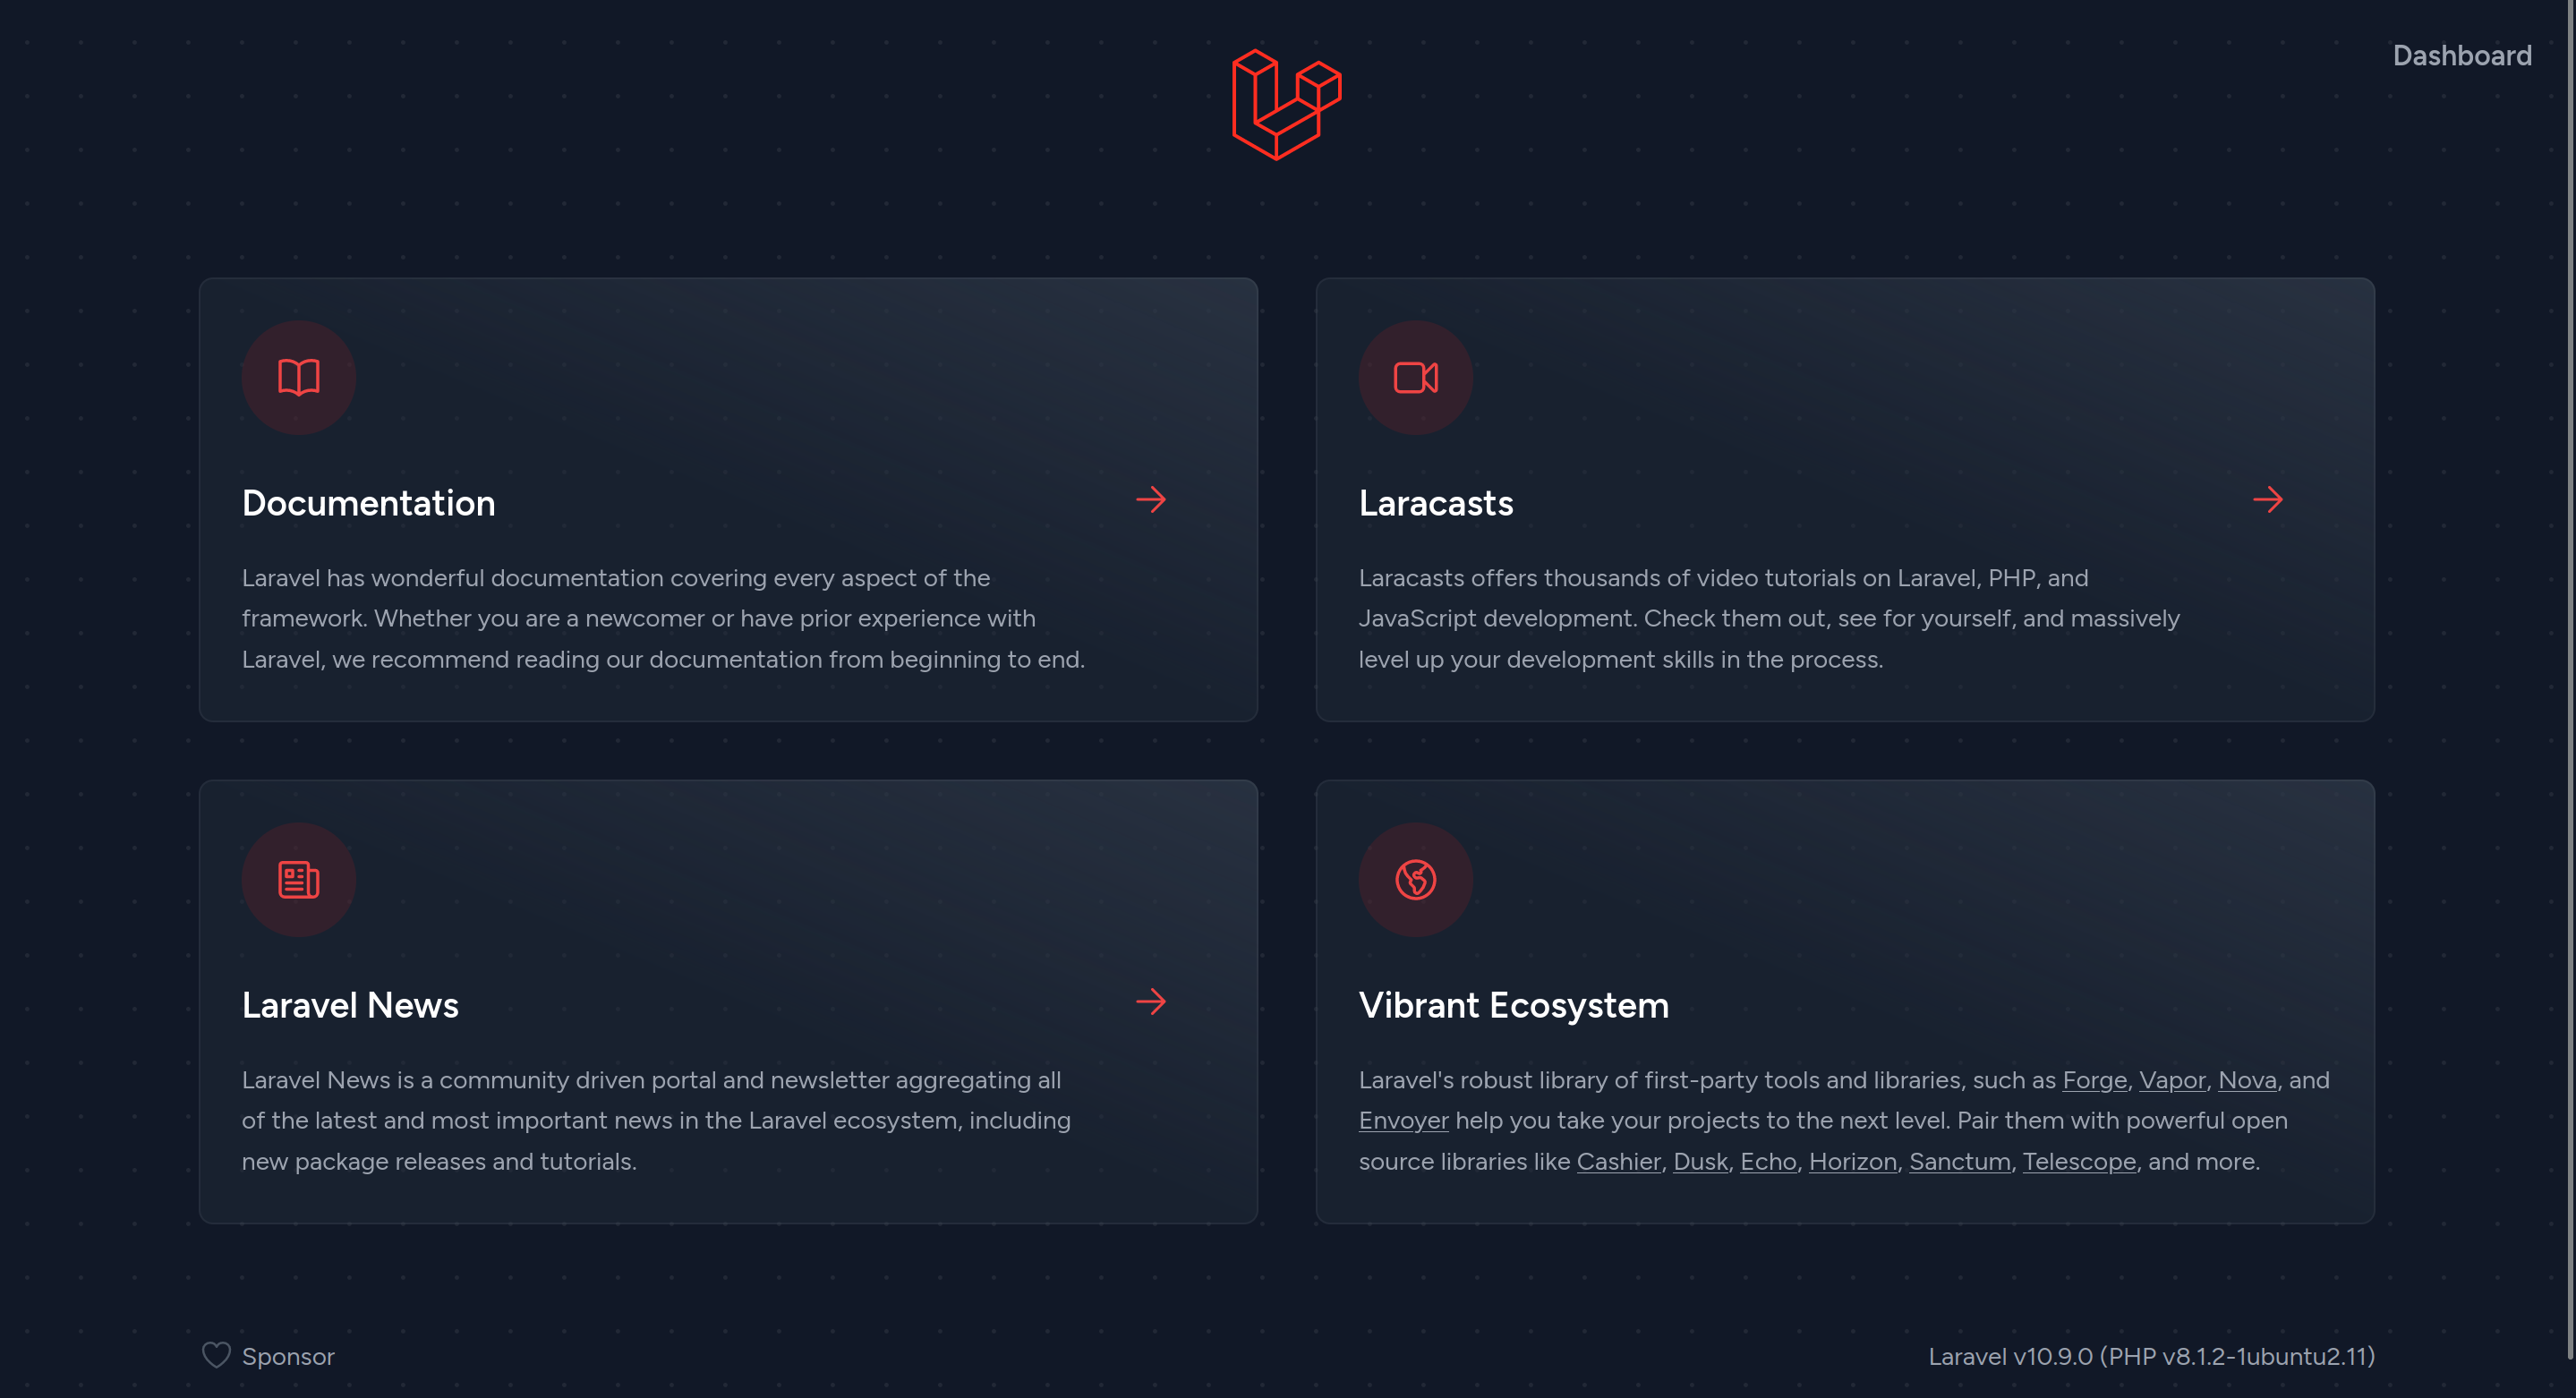 Dashboard
Documentation
Laravel has wonderful documentation covering every aspect of the
framework. Whether you are a newcomer or have prior experience with
Laravel, we recommend reading our documentation from beginning to end.
Laracasts
Laracasts offers thousands of video tutorials on Laravel, PHP, and
JavaScript development. Check them out, see for yourself, and massively
level up your development skills in the process.
Laravel News
Laravel News is a community driven portal and newsletter aggregating all
of the latest and most important news in the Laravel ecosystem, including
new package releases and tutorials.
Vibrant Ecosystem
Laravel's robust library of first-party tools and libraries, such as Forge, Vapor, Nova, and
Envoyer help you take your projects to the next level. Pair them with powerful open
source libraries like Cashier, Dusk, Echo, Horizon, Sanctum, Telescope, and more.
Sponsor
Laravel v10.9.0 (PHP v8.1.2-1ubuntu2.11)